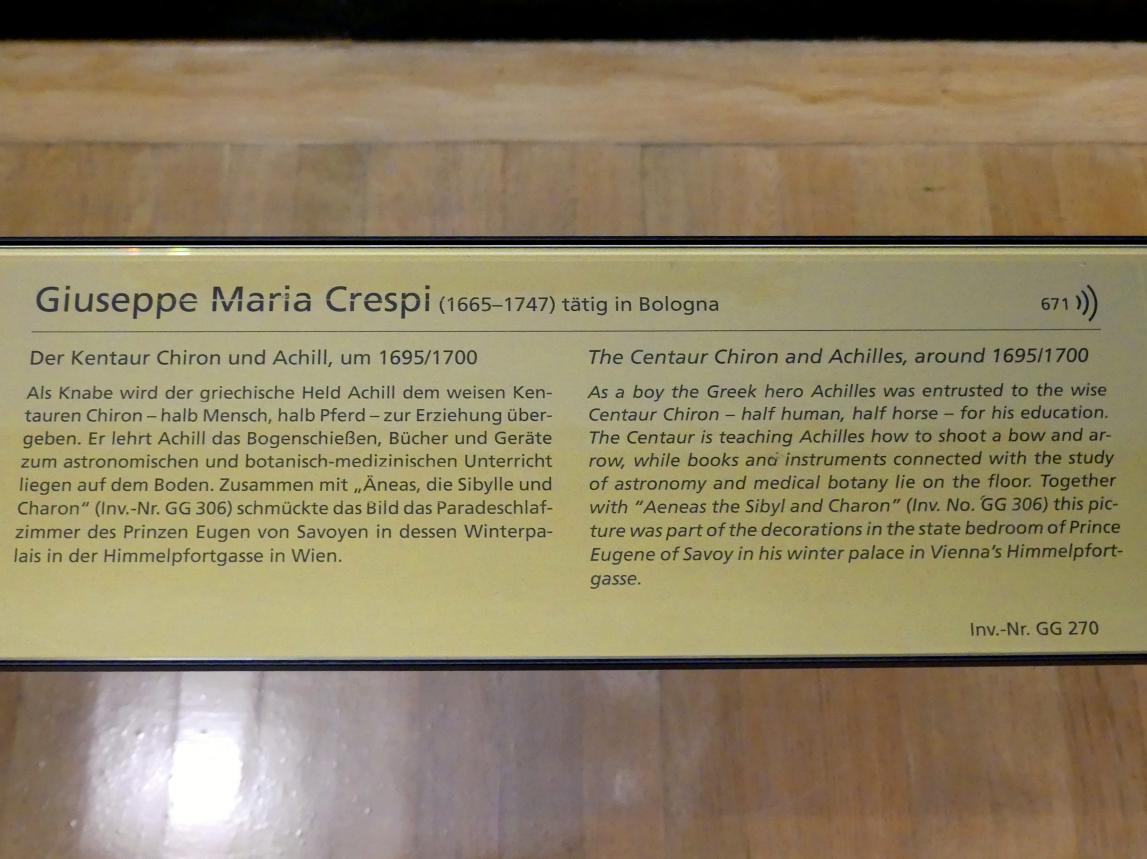 Giuseppe Maria Crespi (1665–1747) tätig in Bologna
671
Der Kentaur Chiron und Achill, um 1695/1700
Als Knabe wird der griechische Held Achill dem weisen Ken-
tauren Chiron – halb Mensch, halb Pferd – zur Erziehung über-
geben. Er lehrt Achill das Bogenschießen, Bücher und Geräte
zum astronomischen und botanisch-medizinischen Unterricht
liegen auf dem Boden. Zusammen mit „Äneas, die Sibylle und
Charon“ (Inv.-Nr. GG 306) schmückte das Bild das Paradeschlaf-
zimmer des Prinzen Eugen von Savoyen in dessen Winterpa-
lais in der Himmelpfortgasse in Wien.
The Centaur Chiron and Achilles, around 1695/1700
As a boy the Greek hero Achilles was entrusted to the wise
Centaur Chiron – half human, half horse – for his education.
The Centaur is teaching Achilles how to shoot a bow and ar-
row, while books and instruments connected with the study
of astronomy and medical botany lie on the floor. Together
with “Aeneas the Sibyl and Charon” (Inv. No. GG 306) this pic-
ture was part of the decorations in the state bedroom of Prince
Eugene of Savoy in his winter palace in Vienna’s Himmelpfort-
gasse.
Inv.-Nr. GG 270